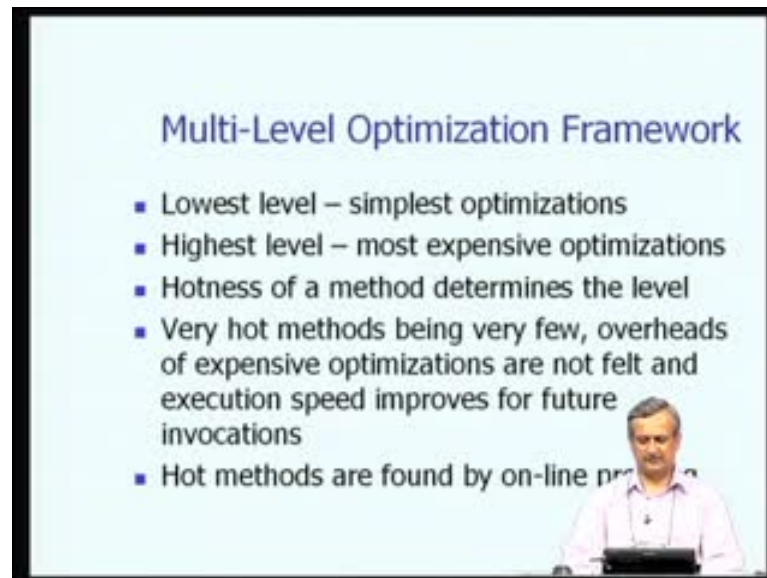 Multi-Level Optimization Framework
▪ Lowest level – simplest optimizations
▪ Highest level – most expensive optimizations
▪ Hotness of a method determines the level
▪ Very hot methods being very few, overheads
of expensive optimizations are not felt and
execution speed improves for future
invocations
▪ Hot methods are found by on-line